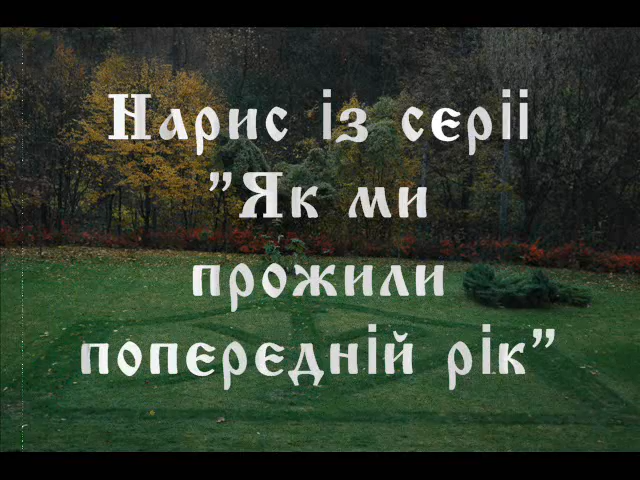 Нарис із серії
"Як ми
прожили
попередній рік"